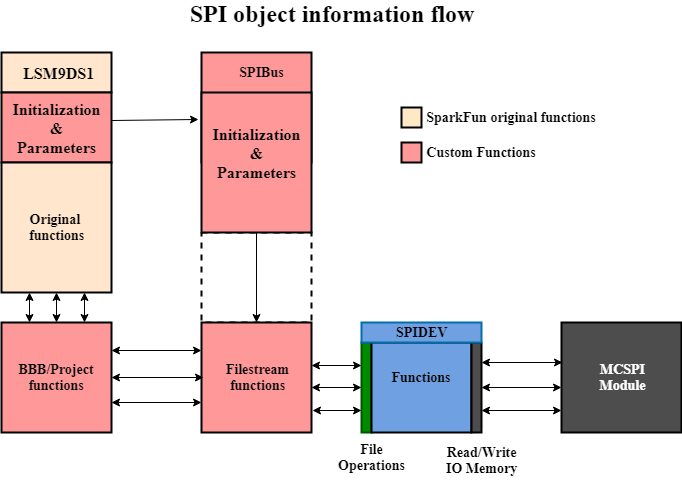 SPI object information flow
LSM9DS1
Initialization
&
Parameters
Original
functions
BBB/Project
functions
SPIBus
Initialization
&
Parameters
Filestream
functions
SparkFun original functions
Custom Functions
SPIDEV
Functions
File
Operations
Read/Write
IO Memory
MCSPI
Module